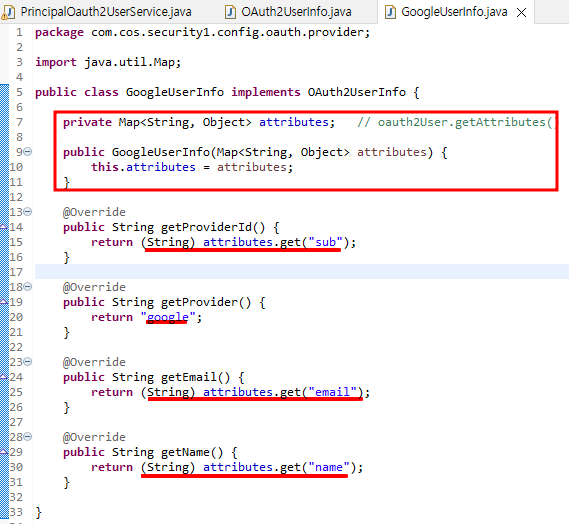 PrincipalOauth2UserService.java OAuth2UserInfo.java GoogleUserInfo.java
1 package com.cos.security1.config.oauth.provider;
2
3 import java.util.Map;
4
5 public class GoogleUserInfo implements OAuth2UserInfo {
6
7 private Map<String, Object> attributes; // oauth2User.getAttributes()
8
9 public GoogleUserInfo(Map<String, Object> attributes) {
10 this.attributes = attributes;
11 }
12
13 @Override
14 public String getProviderId() {
15 return (String) attributes.get("sub");
16 }
17
18 @Override
19 public String getProvider() {
20 return "google";
21 }
22
23 @Override
24 public String getEmail() {
25 return (String) attributes.get("email");
26 }
27
28 @Override
29 public String getName() {
30 return (String) attributes.get("name");
31 }
32
33 }